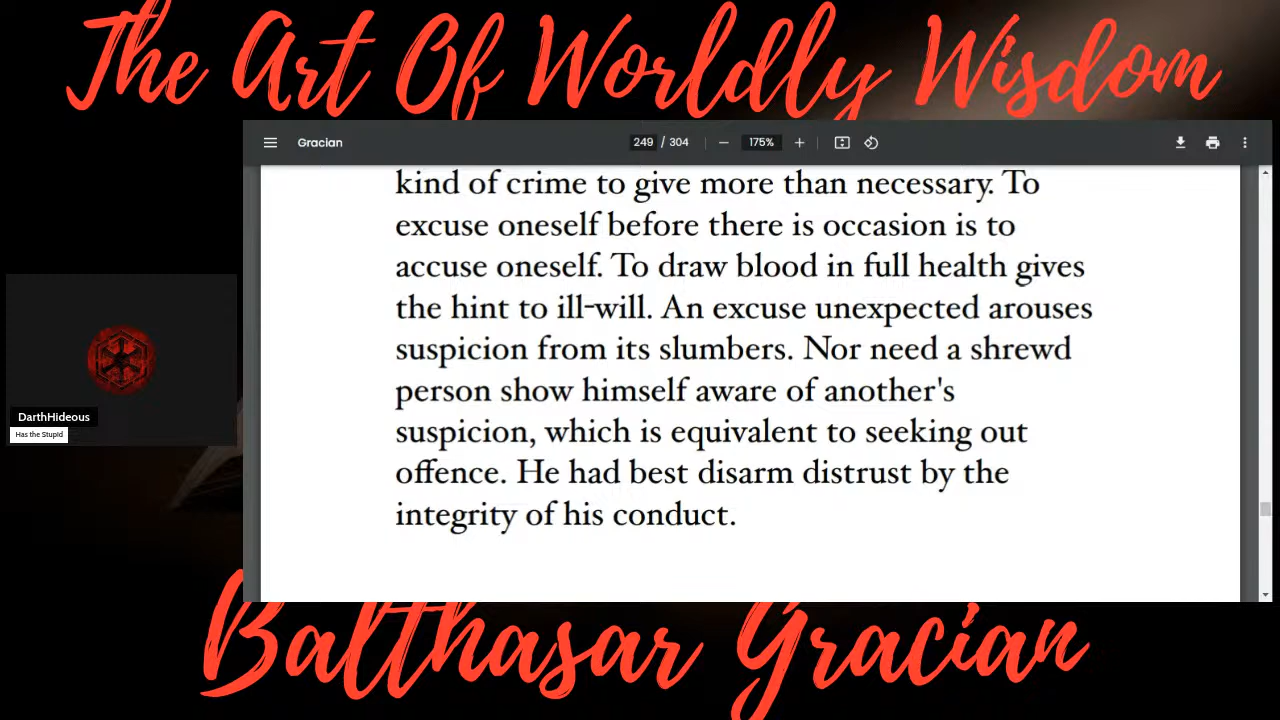 The Art Of Worldly Wisdom
Gracian
249 / 304
175%
kind of crime to give more than necessary. To
excuse oneself before there is occasion is to
accuse oneself. To draw blood in full health gives
the hint to ill-will. An excuse unexpected arouses
suspicion from its slumbers. Nor need a shrewd
person show himself aware of another's
suspicion, which is equivalent to seeking out
offence. He had best disarm distrust by the
integrity of his conduct.
DarthHideous
Has the Stupid
Balthasar Gracian